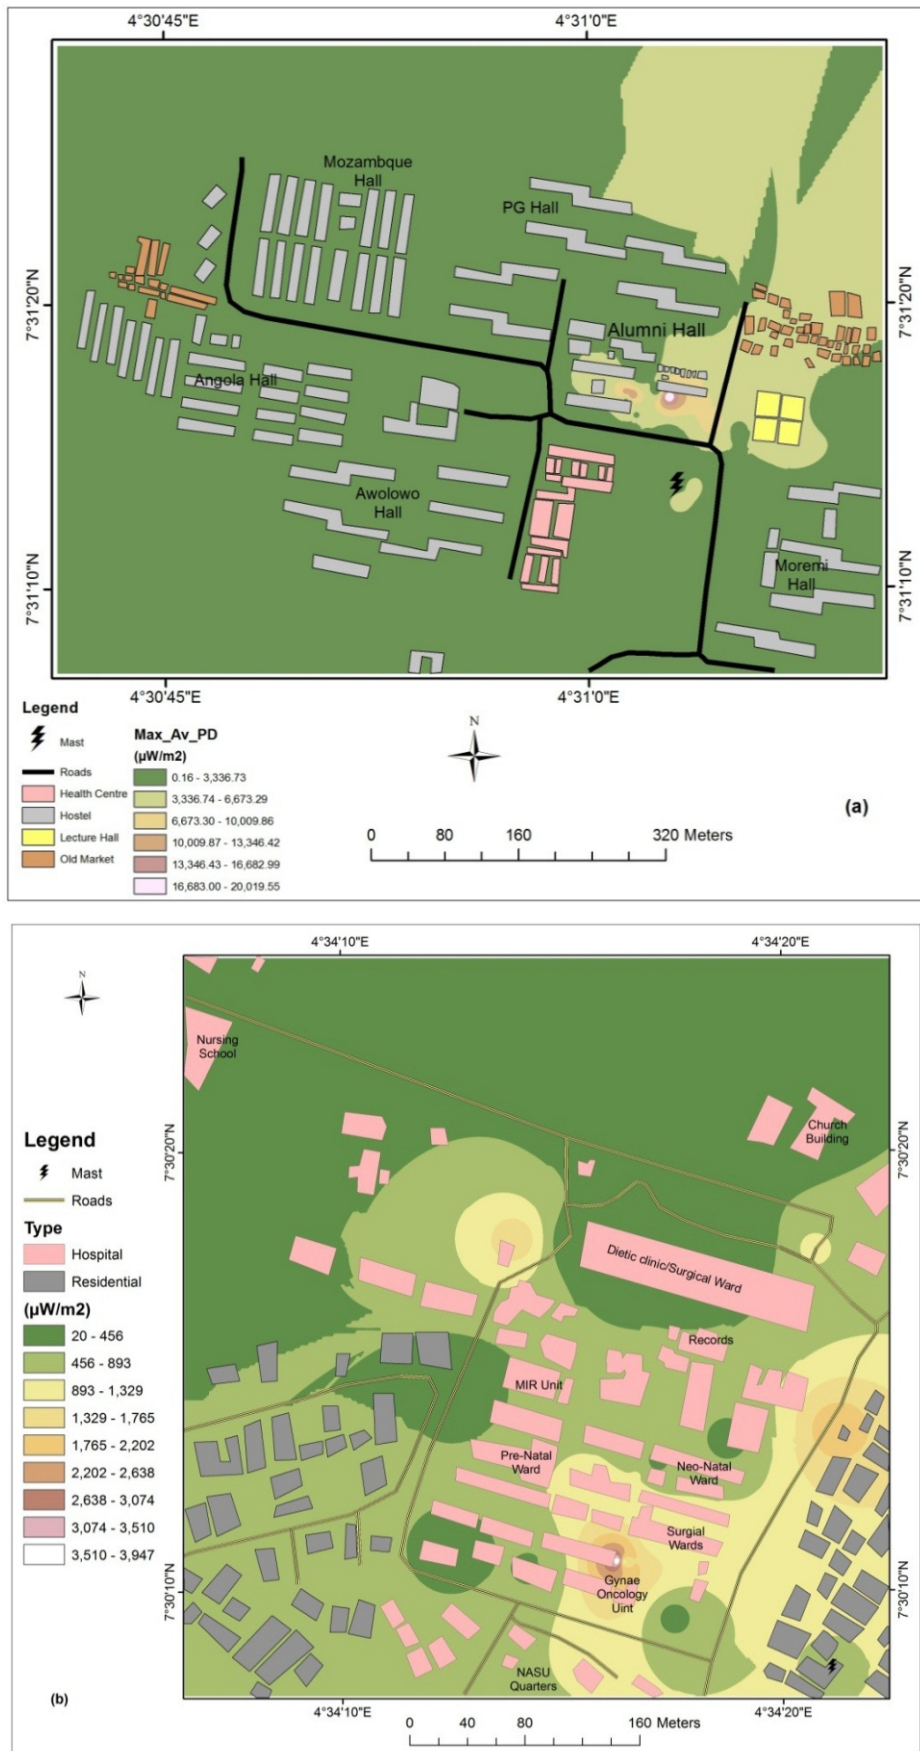 4°30'45"E
4°31'0"E
Mozambque
Hall
PG Hall
7°31'20"N
7°31'20"N
Alumni Hall
Angola Hall
Awolowo
Hall
Moremi
Hall
7°31'10"N
7°31'10"N
4°30'45"E
4°31'0"E
Legend
Mast
Roads
Health Centre
Hostel
Lecture Hall
Old Market
Max_Av_PD
(µW/m2)
0.16 - 3,336.73
3,336.74 - 6,673.29
6,673.30 - 10,009.86
10,009.87 - 13,346.42
13,346.43 - 16,682.99
16,683.00 - 20,019.55
N
(a)
0 80 160 320 Meters
4°34'10"E
4°34'20"E
N
Nursing
School
Church
Building
7°30'20"N
7°30'20"N
Legend
Mast
Roads
Type
Hospital
Residential
(µW/m2)
20 - 456
456 - 893
893 - 1,329
1,329 - 1,765
1,765 - 2,202
2,202 - 2,638
2,638 - 3,074
3,074 - 3,510
3,510 - 3,947
Dietic clinic/Surgical Ward
Records
MIR Unit
Pre-Natal
Ward
Neo-Natal
Ward
Surgial
Wards
Gynae
Oncology
Uint
7°30'10"N
7°30'10"N
NASU
Quarters
(b)
4°34'10"E
4°34'20"E
0 40 80 160 Meters